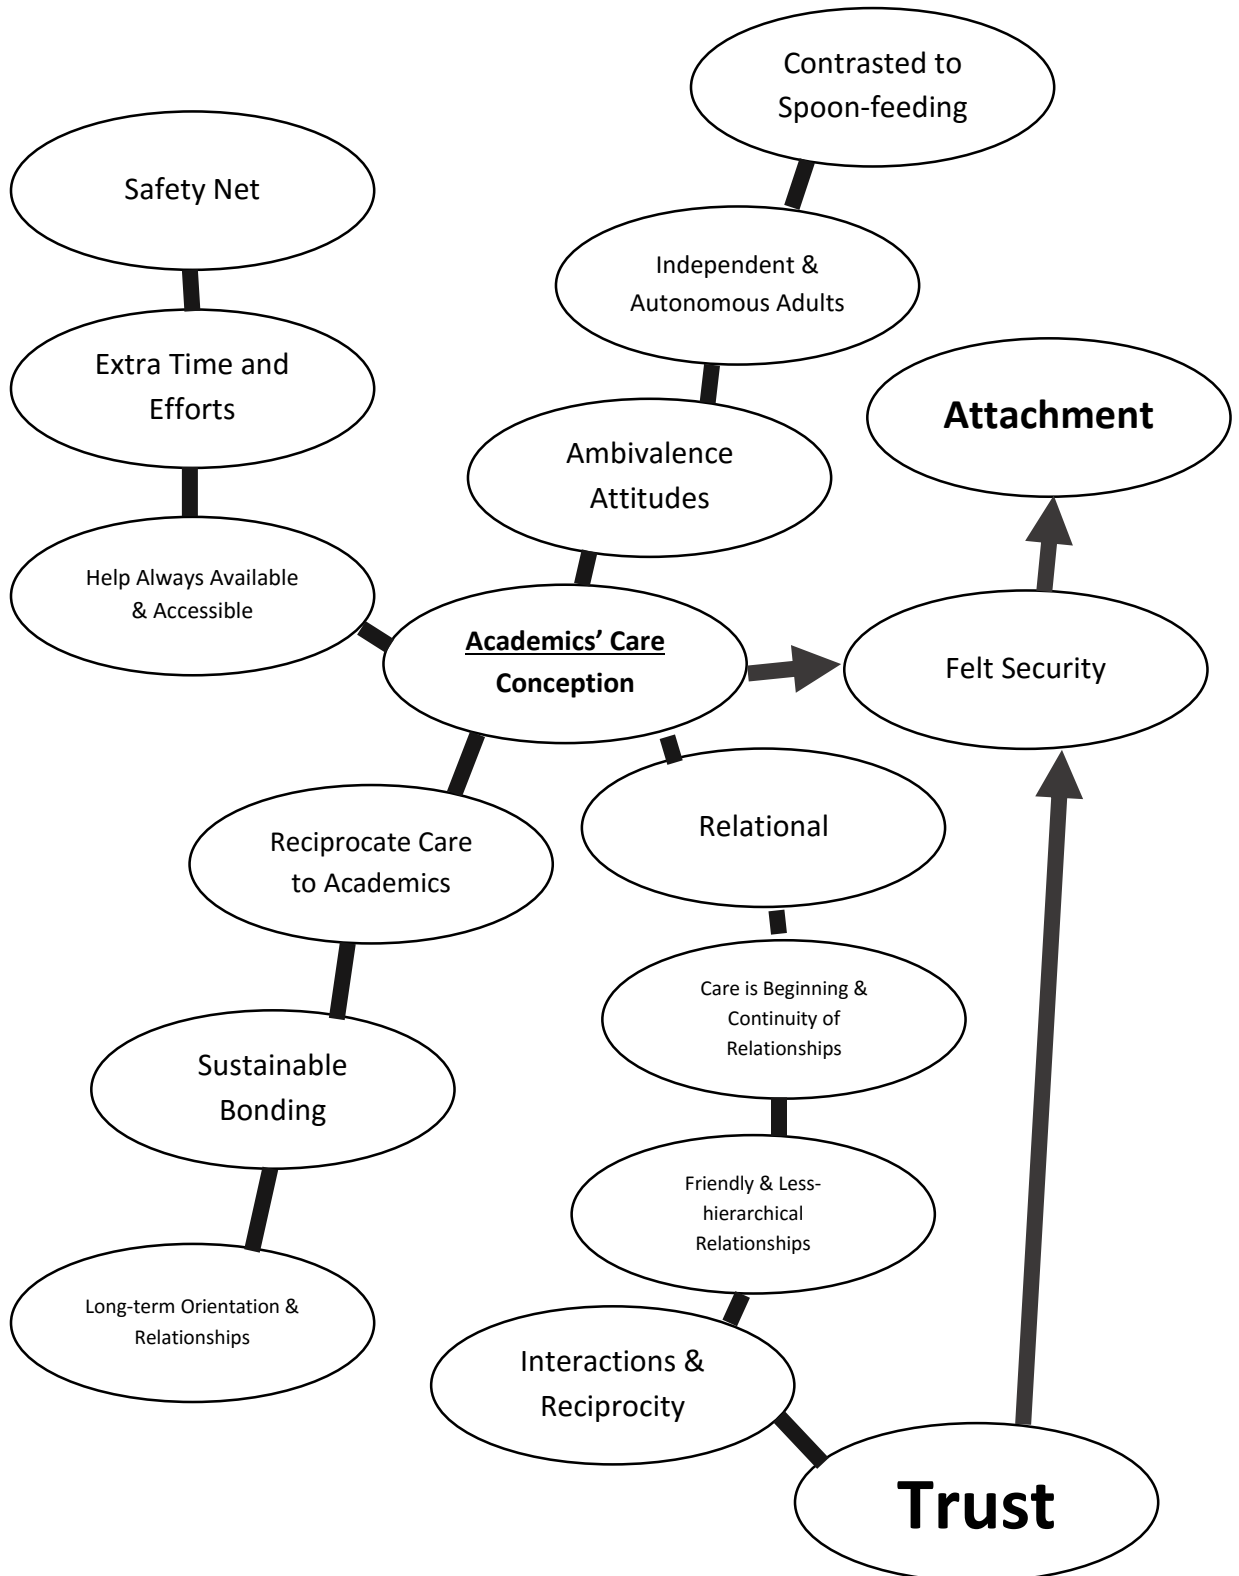 Contrasted to
Spoon-feeding
Safety Net
Independent &
Autonomous Adults
Extra Time and
Efforts
Attachment
Ambivalence
Attitudes
Help Always Available
& Accessible
Academics’ Care
Conception
Felt Security
Relational
Reciprocate Care
to Academics
Care is Beginning &
Continuity of
Relationships
Sustainable
Bonding
Friendly & Less-
hierarchical
Relationships
Long-term Orientation &
Relationships
Interactions &
Reciprocity
Trust